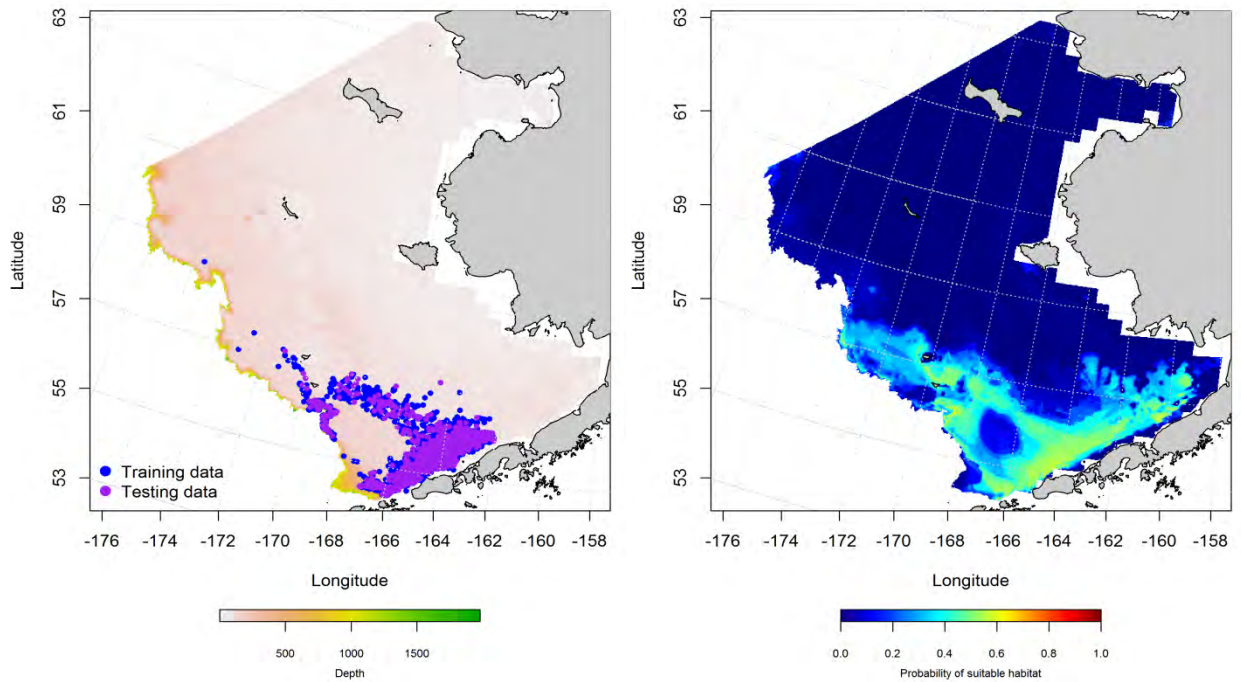 63
61
59
57
55
53
Latitude
Training data
Testing data
-176 -174 -172 -170 -168 -166 -164 -162 -160 -158
Longitude
500 1000 1500
Depth
63
61
59
57
55
53
Latitude
-176 -174 -172 -170 -168 -166 -164 -162 -160 -158
Longitude
0.0 0.2 0.4 0.6 0.8 1.0
Probability of suitable habitat